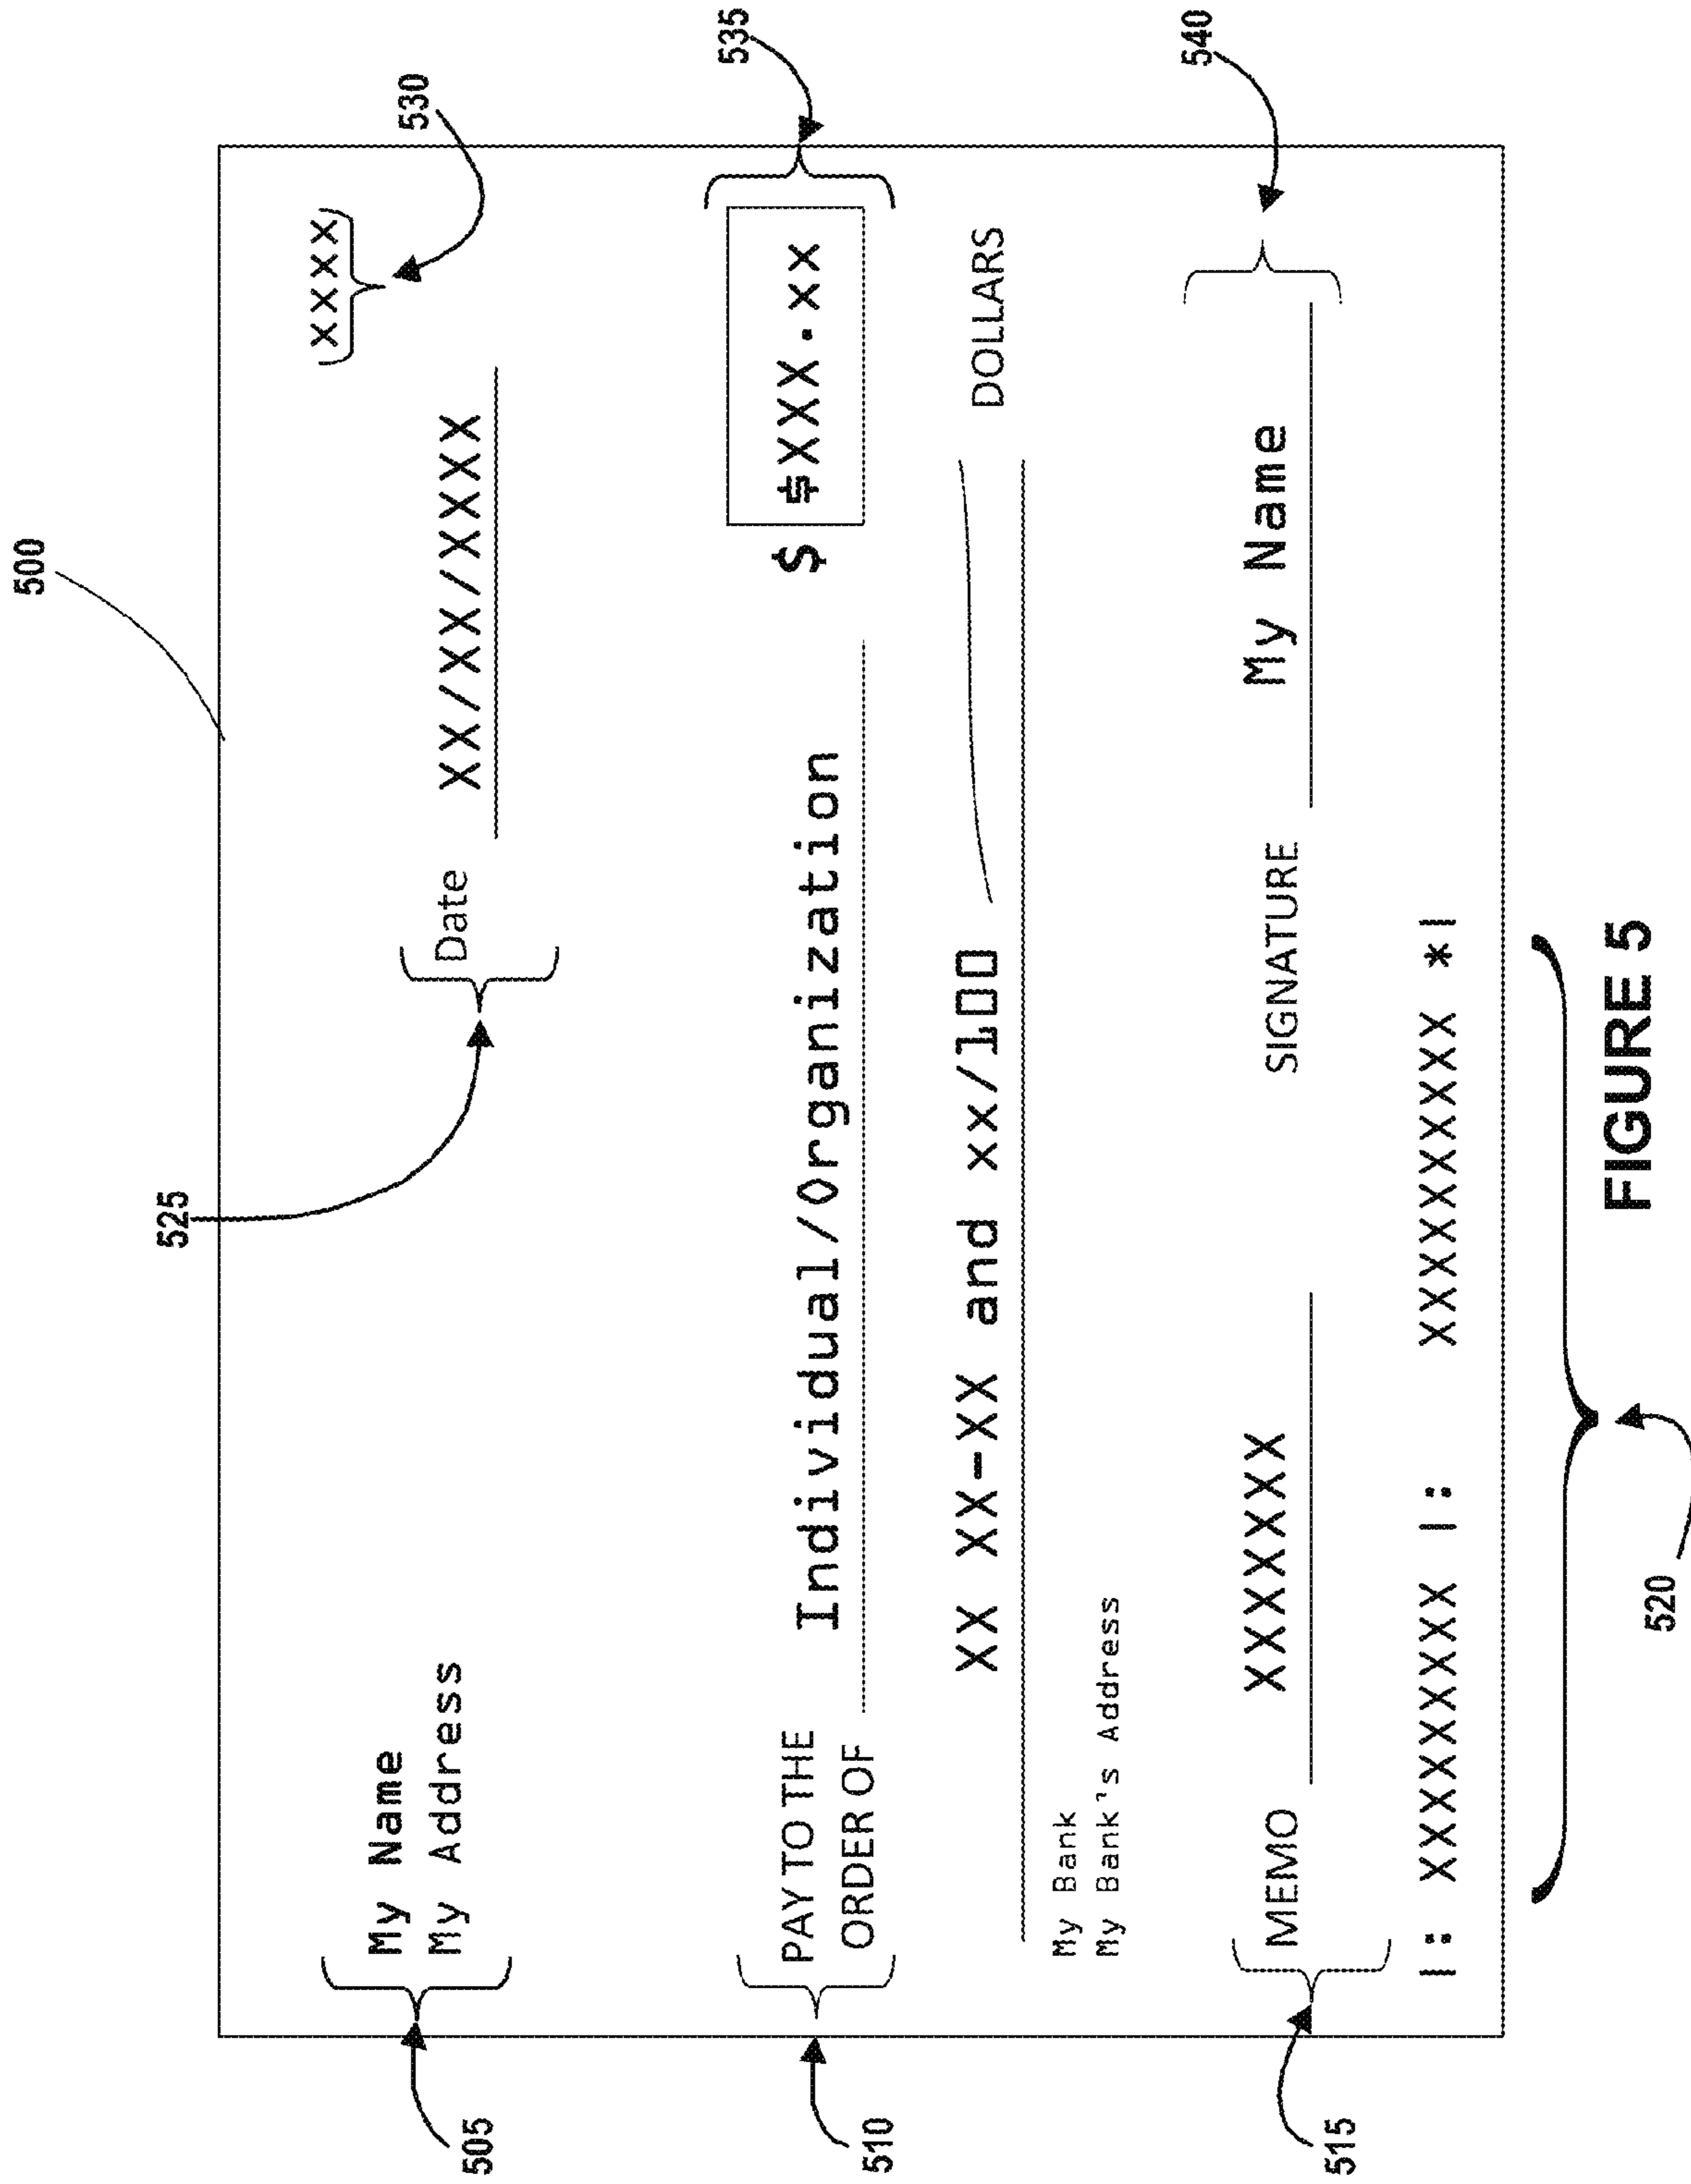 500
525
530
xxxx
505
My Name
My Address
Date XX/XX/XXXX
535
510
PAY TO THE
ORDER OF
Individual/Organization
$ $XXX.xx
XX XX-XX and xx/100
DOLLARS
My Bank
My Bank's Address
540
515
MEMO XXXXXXX
SIGNATURE My Name
|: XXXXXXXXX |: XXXXXXXXXX *|
520
FIGURE 5